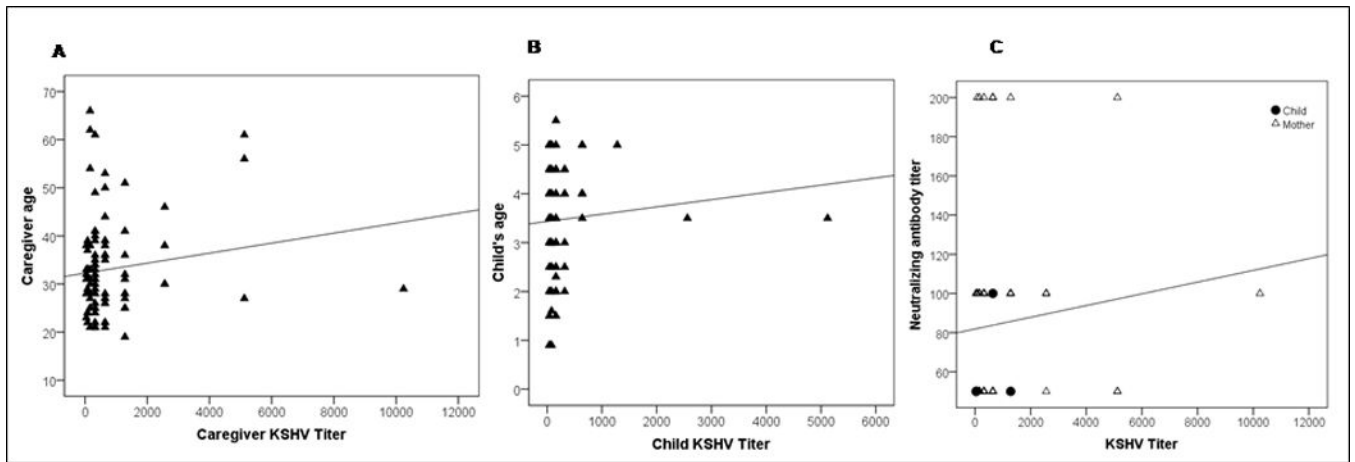 A
Caregiver age
70
60
50
40
30
20
10
0 2000 4000 6000 8000 10000 12000
Caregiver KSHV Titer
B
Child's age
6
5
4
3
2
1
0
0 1000 2000 3000 4000 5000 6000
Child KSHV Titer
C
Neutralizing antibody titer
200
180
160
140
120
100
80
60
0 2000 4000 6000 8000 10000 12000
KSHV Titer
Child
Mother